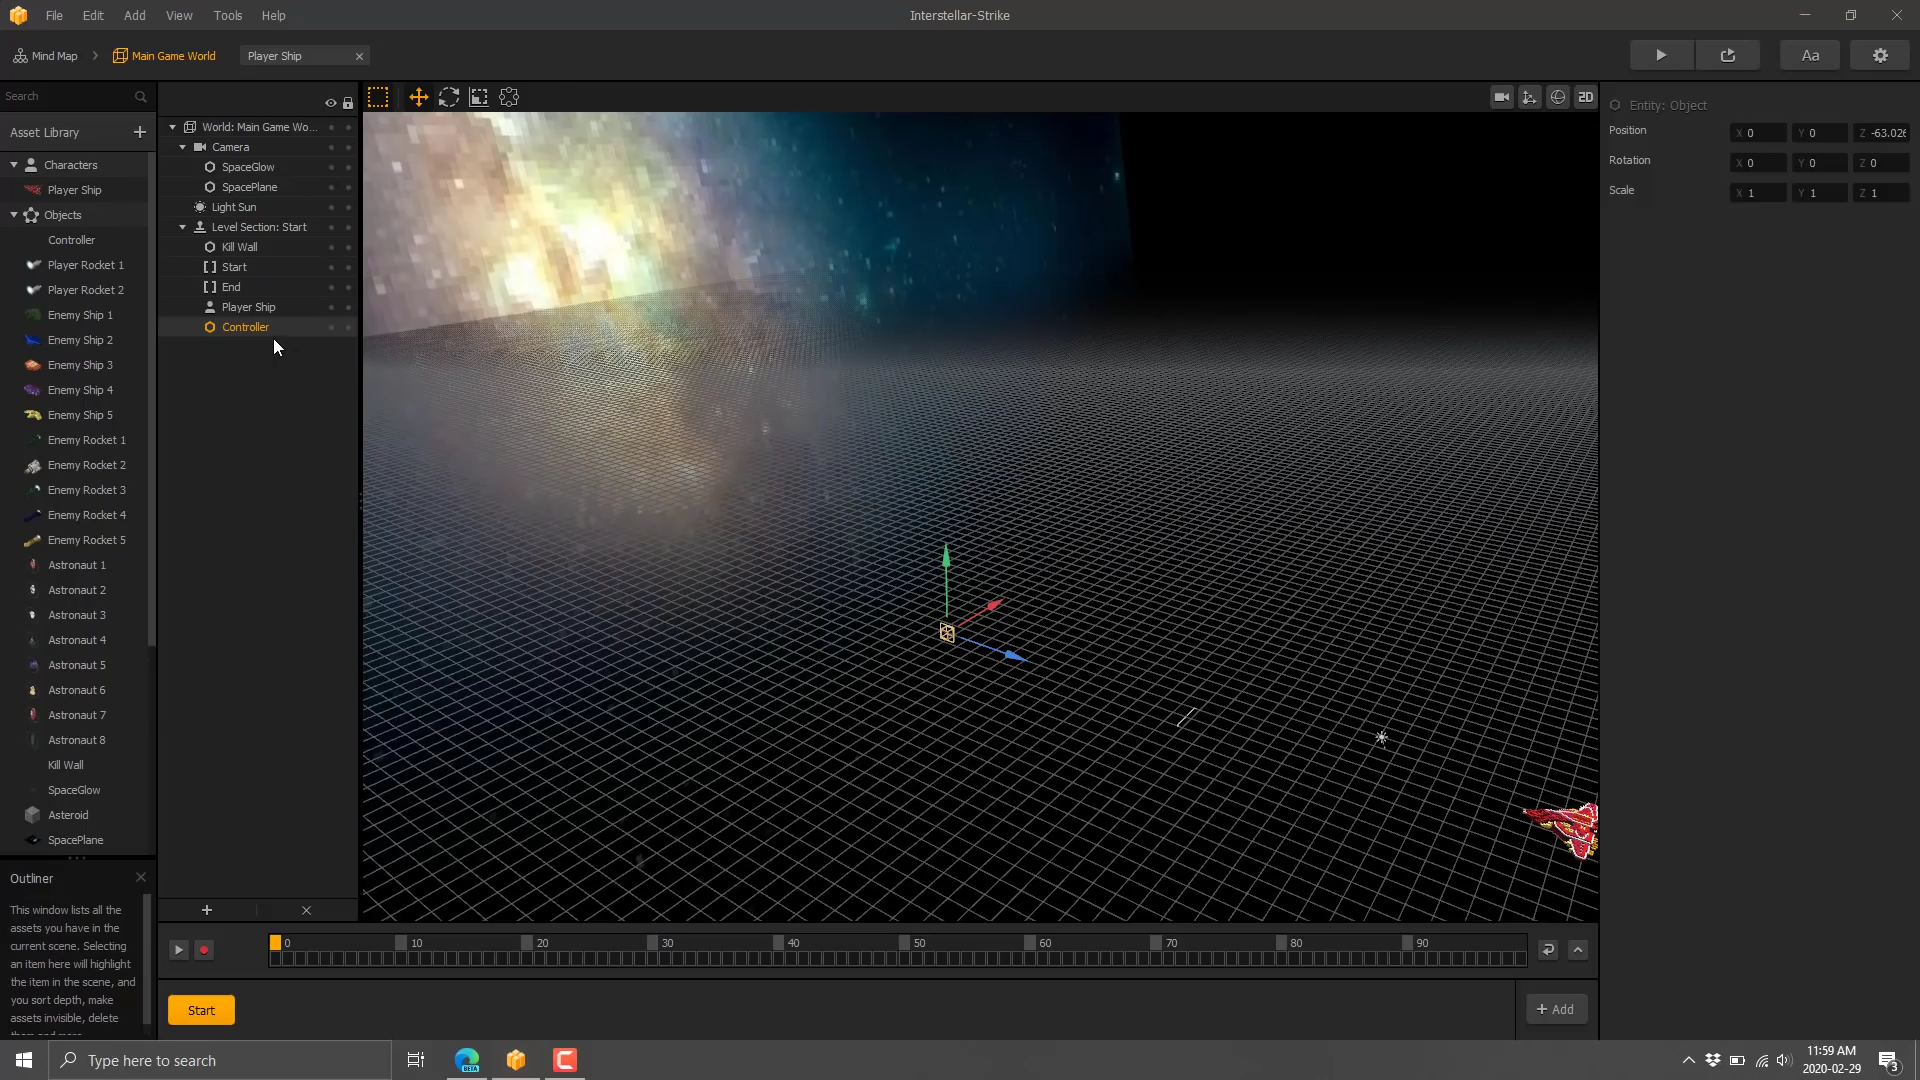 File Edit Add View Tools Help
Interstellar-Strike
Mind Map
Main Game World
Player Ship
Aa
Search
Asset Library
Characters
Player Ship
Objects
Controller
Player Rocket 1
Player Rocket 2
Enemy Ship 1
Enemy Ship 2
Enemy Ship 3
Enemy Ship 4
Enemy Ship 5
Enemy Rocket 1
Enemy Rocket 2
Enemy Rocket 3
Enemy Rocket 4
Enemy Rocket 5
Astronaut 1
Astronaut 2
Astronaut 3
Astronaut 4
Astronaut 5
Astronaut 6
Astronaut 7
Astronaut 8
Kill Wall
SpaceGlow
Asteroid
SpacePlane
Outliner
This window lists all the
assets you have in the
current scene. Selecting
an item here will highlight
the item in the scene, and
you sort depth, make
assets invisible, delete
World: Main Game Wo...
Camera
SpaceGlow
SpacePlane
Light Sun
Level Section: Start
Kill Wall
Start
End
Player Ship
Controller
2D
Entity: Object
Position X 0 Y 0 Z -63.026
Rotation X 0 Y 0 Z 0
Scale X 1 Y 1 Z 1
0 10 20 30 40 50 60 70 80 90
Start
+ Add
Type here to search
BETA
11:59 AM
2020-02-29
3